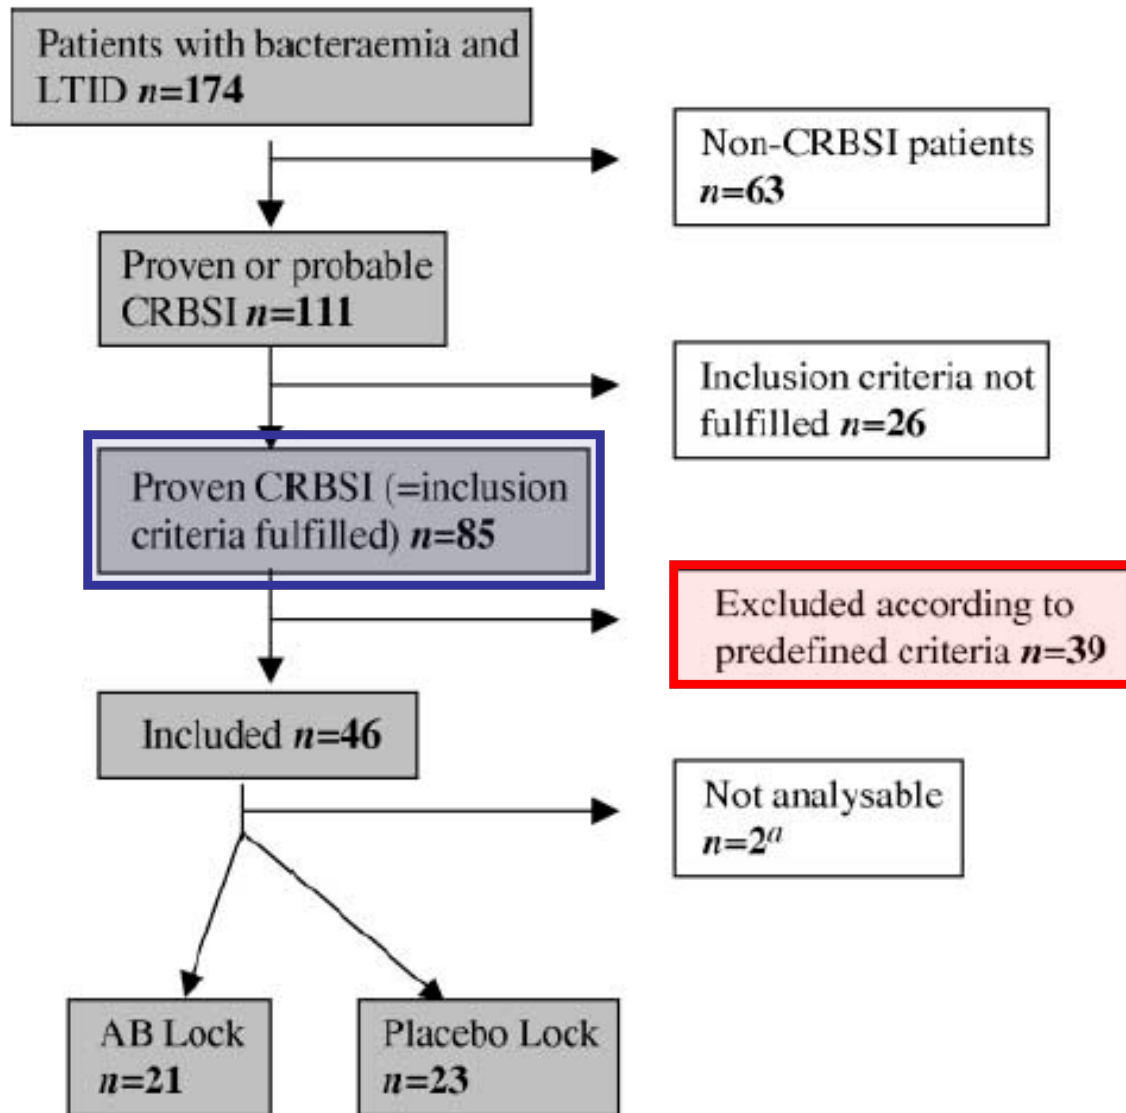 Patients with bacteraemia and
LTID n=174
Non-CRBSI patients
n=63
Proven or probable
CRBSI n=111
Inclusion criteria not
fulfilled n=26
Proven CRBSI (=inclusion
criteria fulfilled) n=85
Excluded according to
predefined criteria n=39
Included n=46
Not analysable
n=2a
AB Lock
n=21
Placebo Lock
n=23